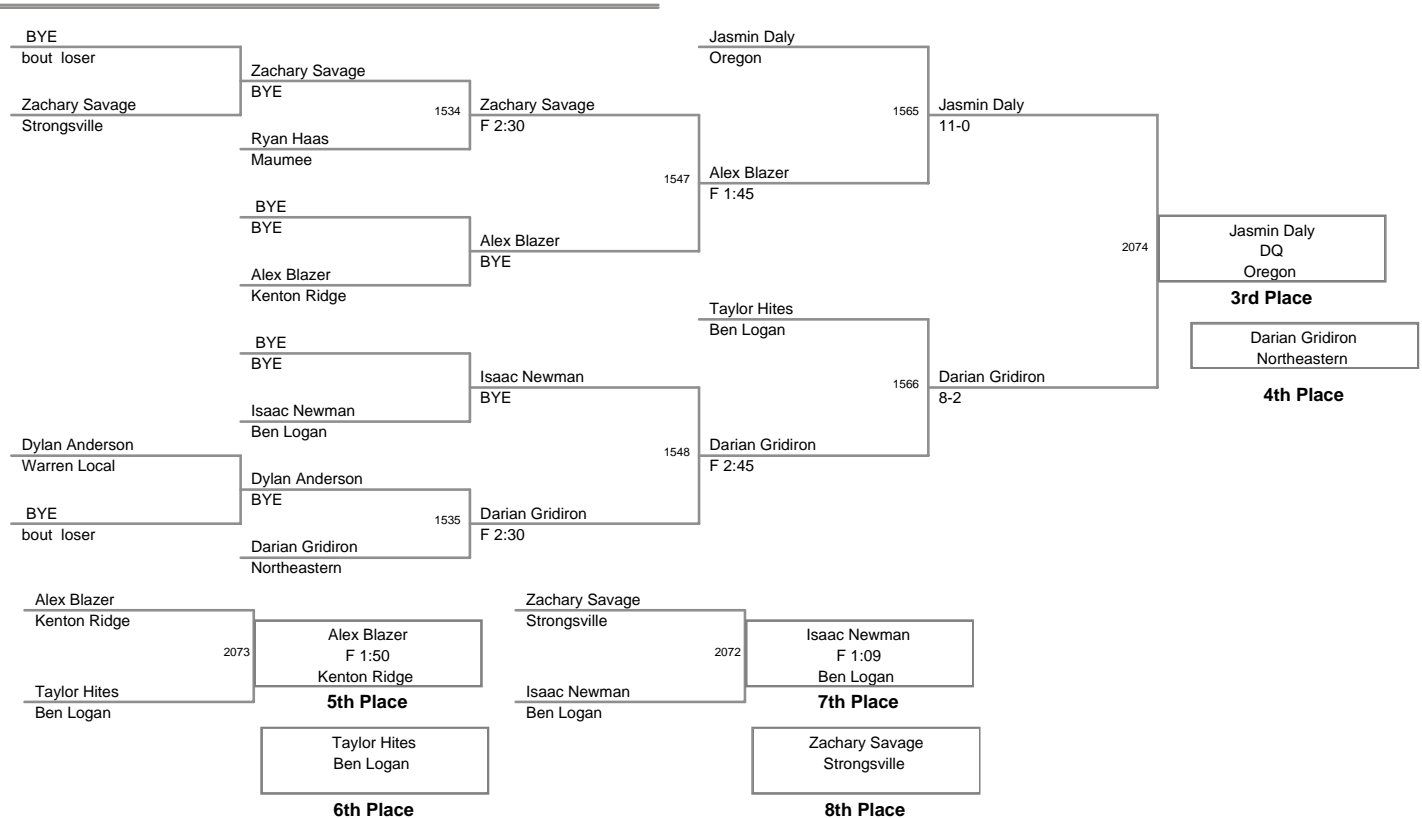 BYE
bout loser
Zachary Savage
Strongsville
Zachary Savage
BYE
1534
Ryan Haas
Maumee
Zachary Savage
F 2:30
BYE
BYE
Alex Blazer
Kenton Ridge
Alex Blazer
BYE
1547
Jasmin Daly
Oregon
Alex Blazer
F 1:45
1565
Jasmin Daly
11-0
BYE
BYE
Isaac Newman
Ben Logan
Isaac Newman
BYE
Dylan Anderson
Warren Local
BYE
bout loser
Dylan Anderson
BYE
1535
Darian Gridiron
Northeastern
Darian Gridiron
F 2:30
1548
Taylor Hites
Ben Logan
Darian Gridiron
F 2:45
1566
Darian Gridiron
8-2
2074
Jasmin Daly
DQ
Oregon
3rd Place
Darian Gridiron
Northeastern
4th Place
Alex Blazer
Kenton Ridge
2073
Taylor Hites
Ben Logan
Alex Blazer
F 1:50
Kenton Ridge
5th Place
Taylor Hites
Ben Logan
6th Place
Zachary Savage
Strongsville
2072
Isaac Newman
Ben Logan
Isaac Newman
F 1:09
Ben Logan
7th Place
Zachary Savage
Strongsville
8th Place